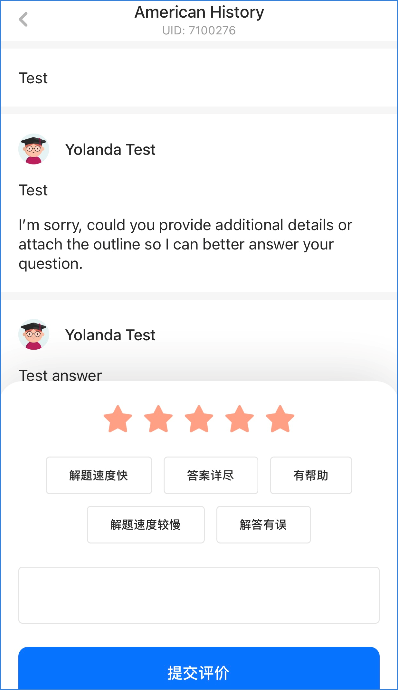 American History
UID: 7100276
Test
Yolanda Test
Test
I’m sorry, could you provide additional details or
attach the outline so I can better answer your
question.
Yolanda Test
Test answer
解题速度快
答案详尽
有帮助
解题速度较慢
解答有误
提交评价